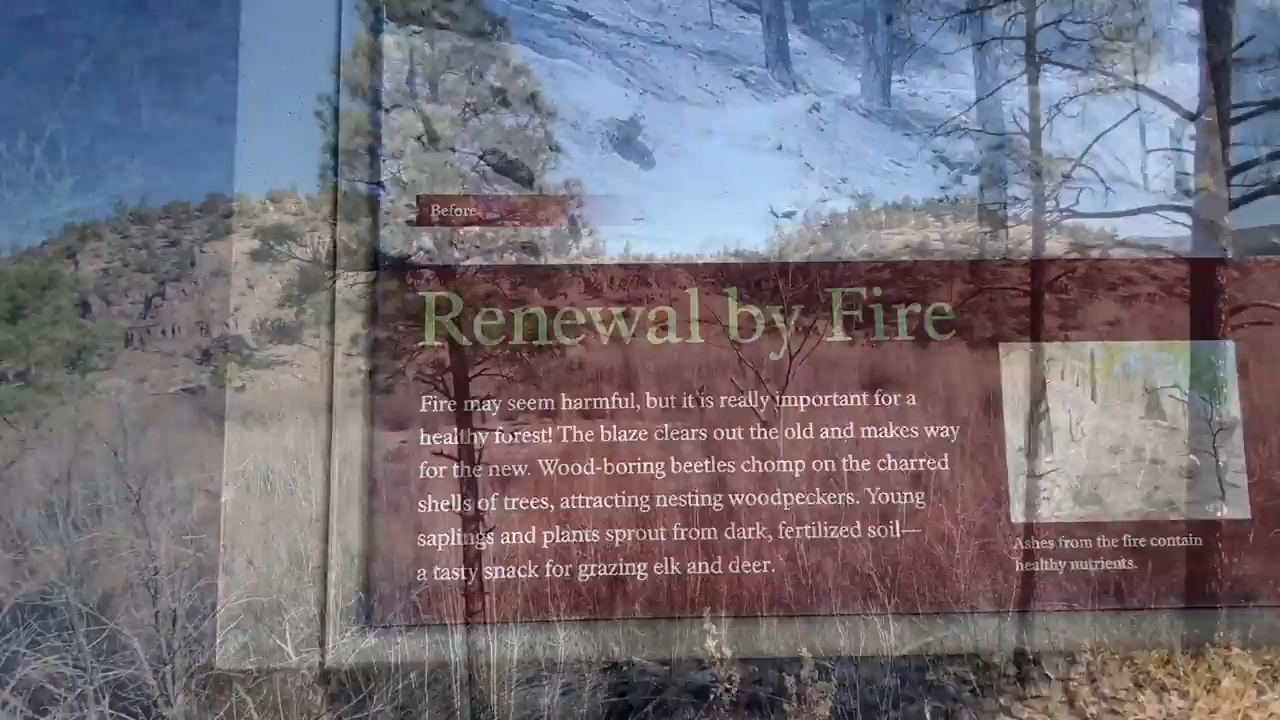 Before
Renewal by Fire
Fire may seem harmful, but it is really important for a
healthy forest! The blaze clears out the old and makes way
for the new. Wood-boring beetles chomp on the charred
shells of trees, attracting nesting woodpeckers. Young
saplings and plants sprout from dark, fertilized soil—
a tasty snack for grazing elk and deer.
Ashes from the fire contain
healthy nutrients.